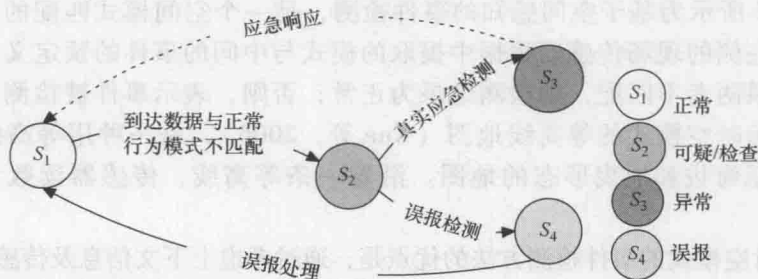 应急响应
S3
S1 正常
真实应急检测
到达数据与正常
行为模式不匹配
S1
S2
S2 可疑/检查
S3 异常
误报检测
S4
S4 误报
误报处理